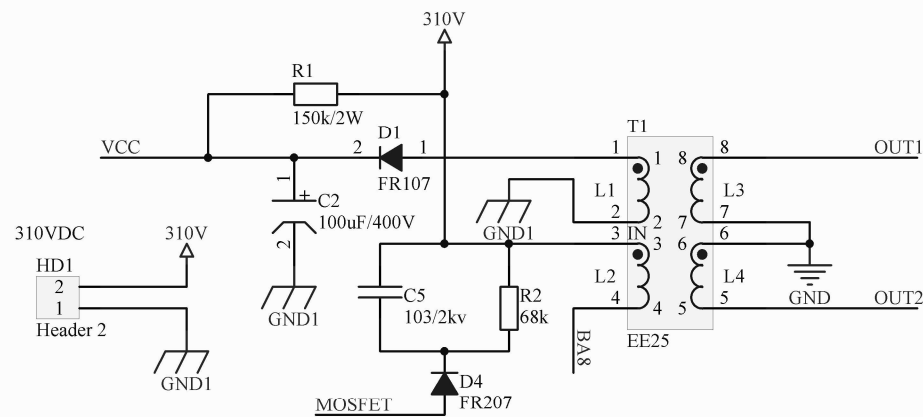 310V
R1
150k/2W
T1
VCC
2
D1
1
FR107
1
1
8
8
OUT1
L1
L3
1
+
C2
100uF/400V
2
GND1
2
2
7
7
310VDC
310V
3
IN
3
6
6
HD1
2
1
Header 2
GND1
GND1
C5
103/2kv
R2
68k
L2
L4
GND
4
4
5
5
OUT2
BA8
EE25
D4
FR207
MOSFET